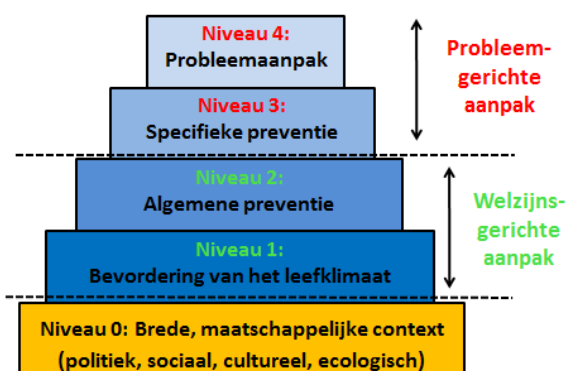 Niveau 4:
Probleemaanpak
Probleem-
gerichte
aanpak
Niveau 3:
Specifieke preventie
Niveau 2:
Algemene preventie
Welzijns-
gerichte
aanpak
Niveau 1:
Bevordering van het leefklimaat
Niveau 0: Brede, maatschappelijke context
(politiek, sociaal, cultureel, ecologisch)